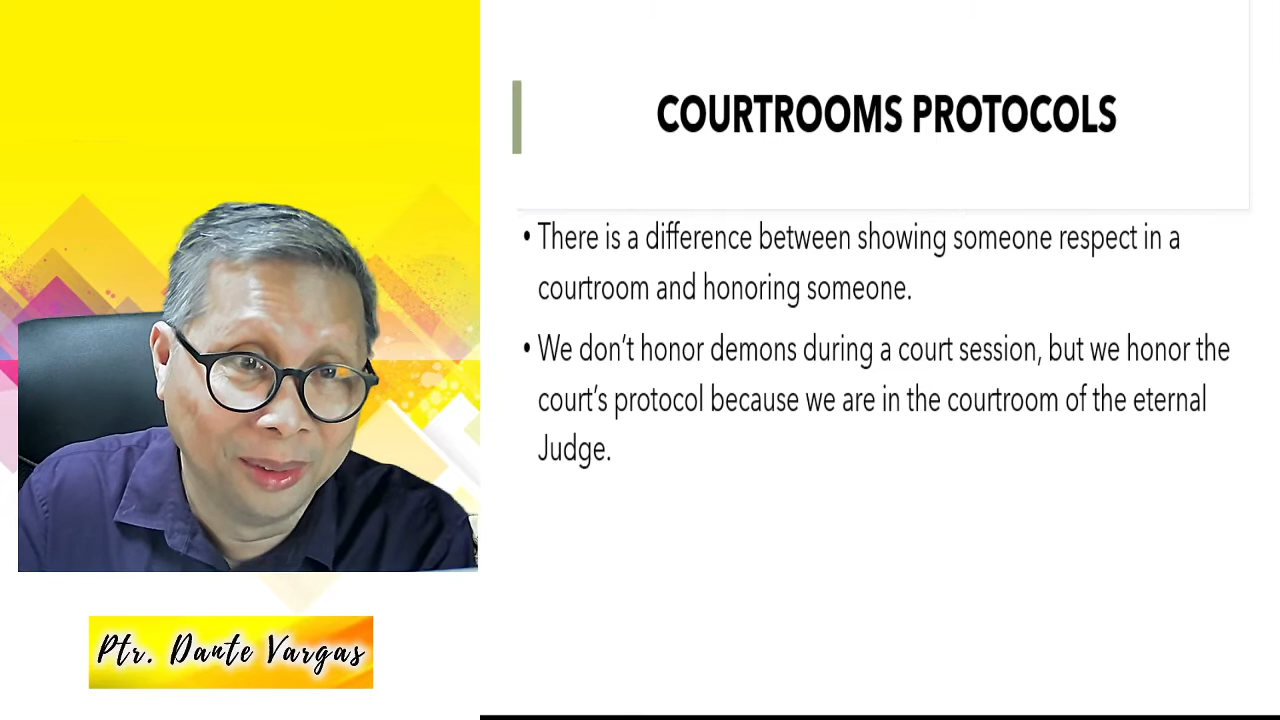 COURTROOMS PROTOCOLS
• There is a difference between showing someone respect in a
courtroom and honoring someone.
• We don’t honor demons during a court session, but we honor the
court’s protocol because we are in the courtroom of the eternal
Judge.
Ptr. Dante Vargas